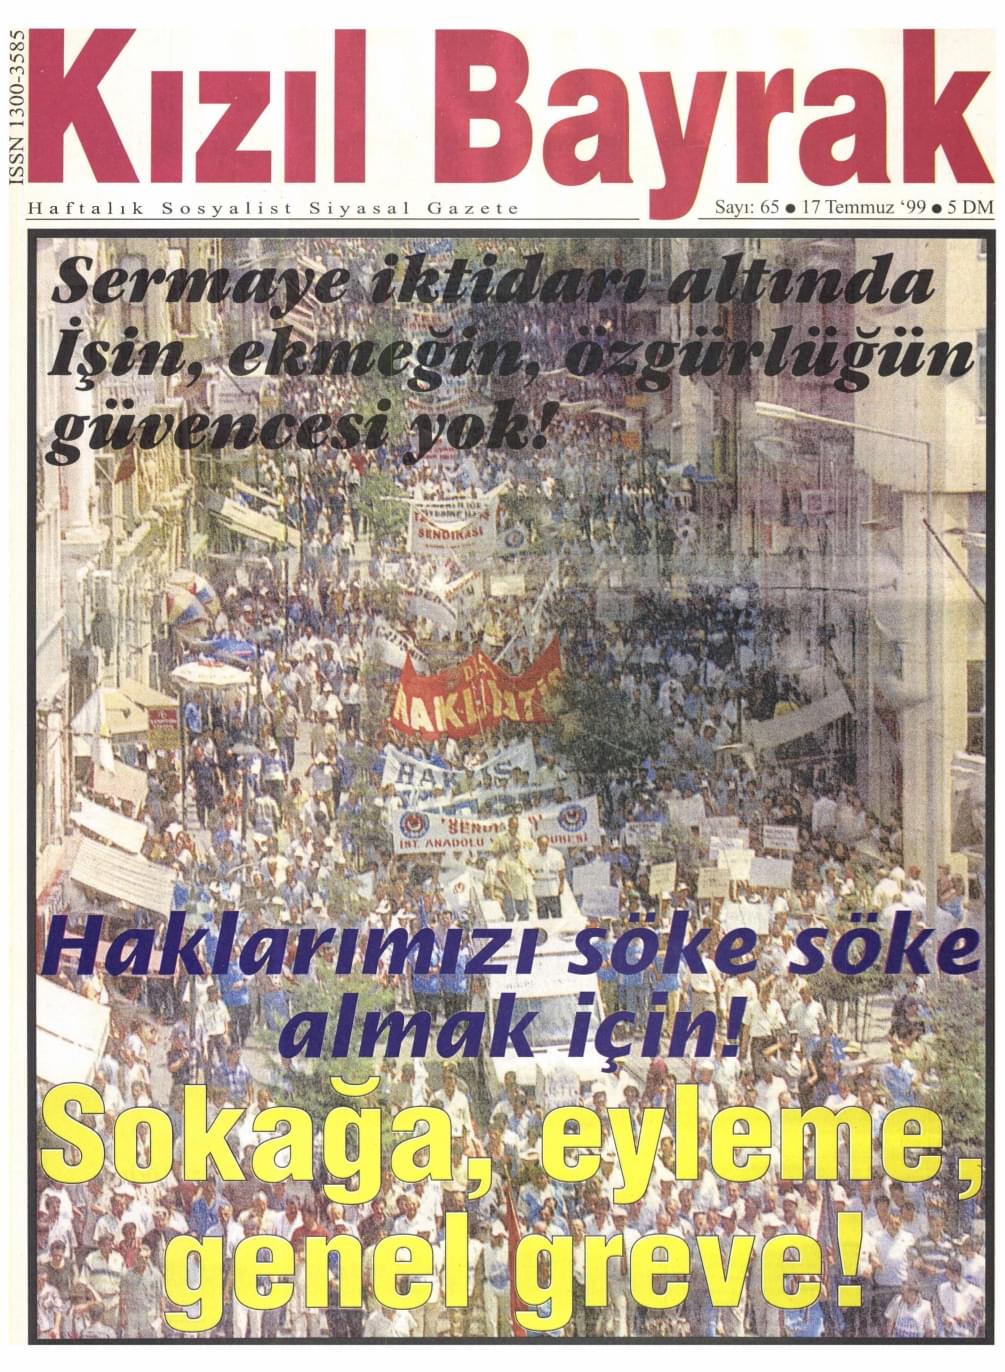 ISSN 1300-3585
Kızıl Bayrak
Haftalık Sosyalist Siyasal Gazete
Sayı: 65 ● 17 Temmuz ‘99 ● 5 DM
Sermaye iktidarı altında
İşin, ekmeğin, özgürlüğün
güvencesi yok!
SENDİKASI
HAK-İŞ
İST. ANADOLU
Haklarımızı söke söke
almak için!
Sokağa, eyleme,
genel greve!